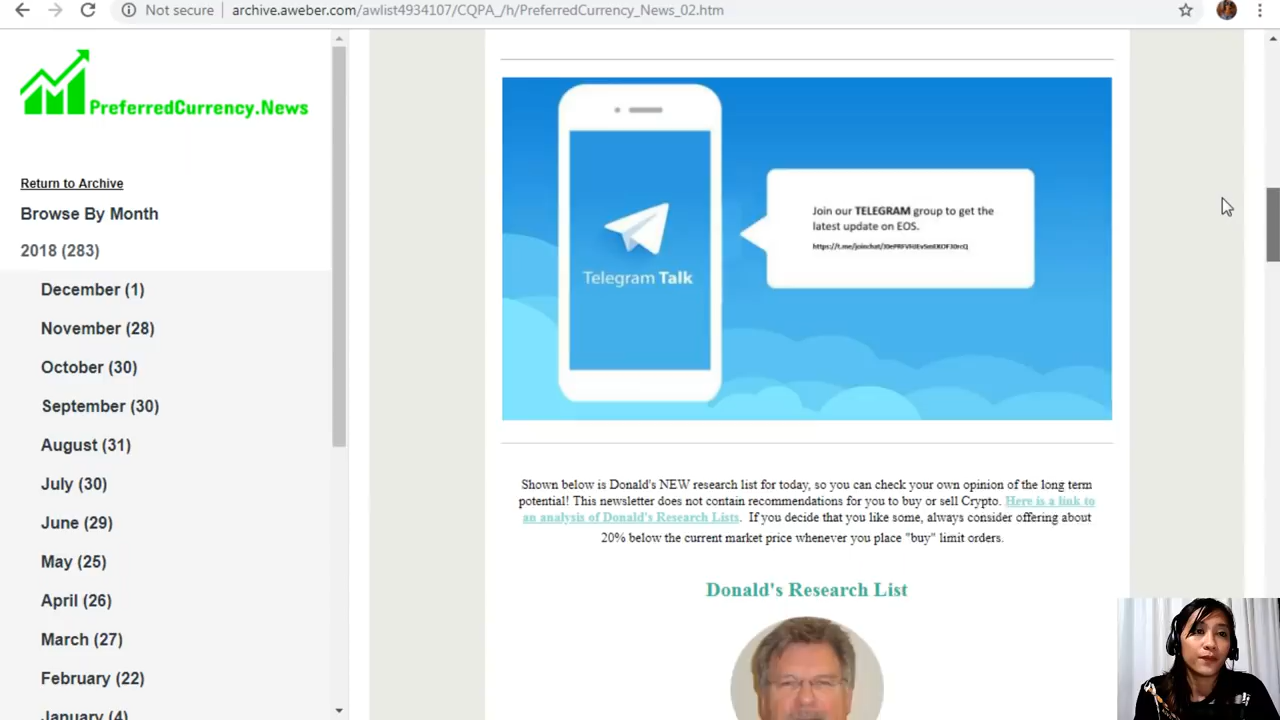 Not secure
archive.aweber.com/awlist4934107/CQPA_/h/PreferredCurrency_News_02.htm
PreferredCurrency.News
Return to Archive
Browse By Month
2018 (283)
December (1)
November (28)
October (30)
September (30)
August (31)
July (30)
June (29)
May (25)
April (26)
March (27)
February (22)
January (4)
Telegram Talk
Join our TELEGRAM group to get the
latest update on EOS.
Shown below is Donald's NEW research list for today, so you can check your own opinion of the long term
potential! This newsletter does not contain recommendations for you to buy or sell Crypto. Here is a link to
an analysis of Donald's Research Lists. If you decide that you like some, always consider offering about
20% below the current market price whenever you place "buy" limit orders.
Donald's Research List